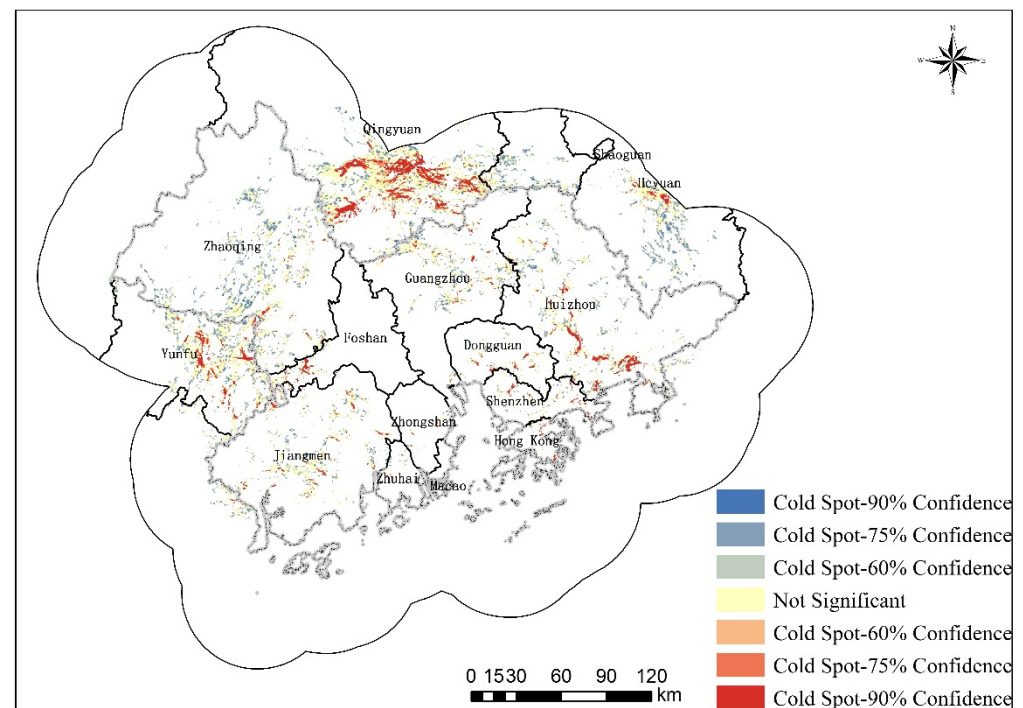 N
W
E
S
Qingyuan
Shaoguan
Heyuan
Zhaoqing
Guangzhou
Huizhou
Foshan
Dongguan
Yunfu
Shenzhen
Zhongshan
Hong Kong
Jiangmen
Zhuhai
Macao
Cold Spot-90% Confidence
Cold Spot-75% Confidence
Cold Spot-60% Confidence
Not Significant
Cold Spot-60% Confidence
Cold Spot-75% Confidence
Cold Spot-90% Confidence
0 1530 60 90 120
km